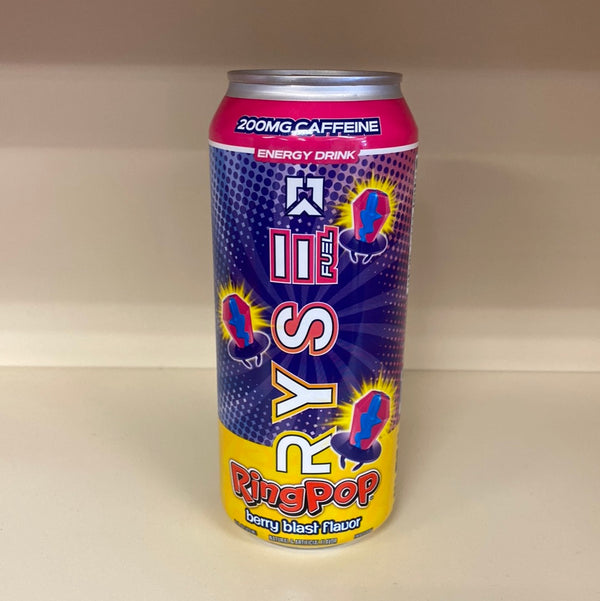 200MG CAFFEINE
ENERGY DRINK
RYSE
FUEL
RingPop
berry blast flavor